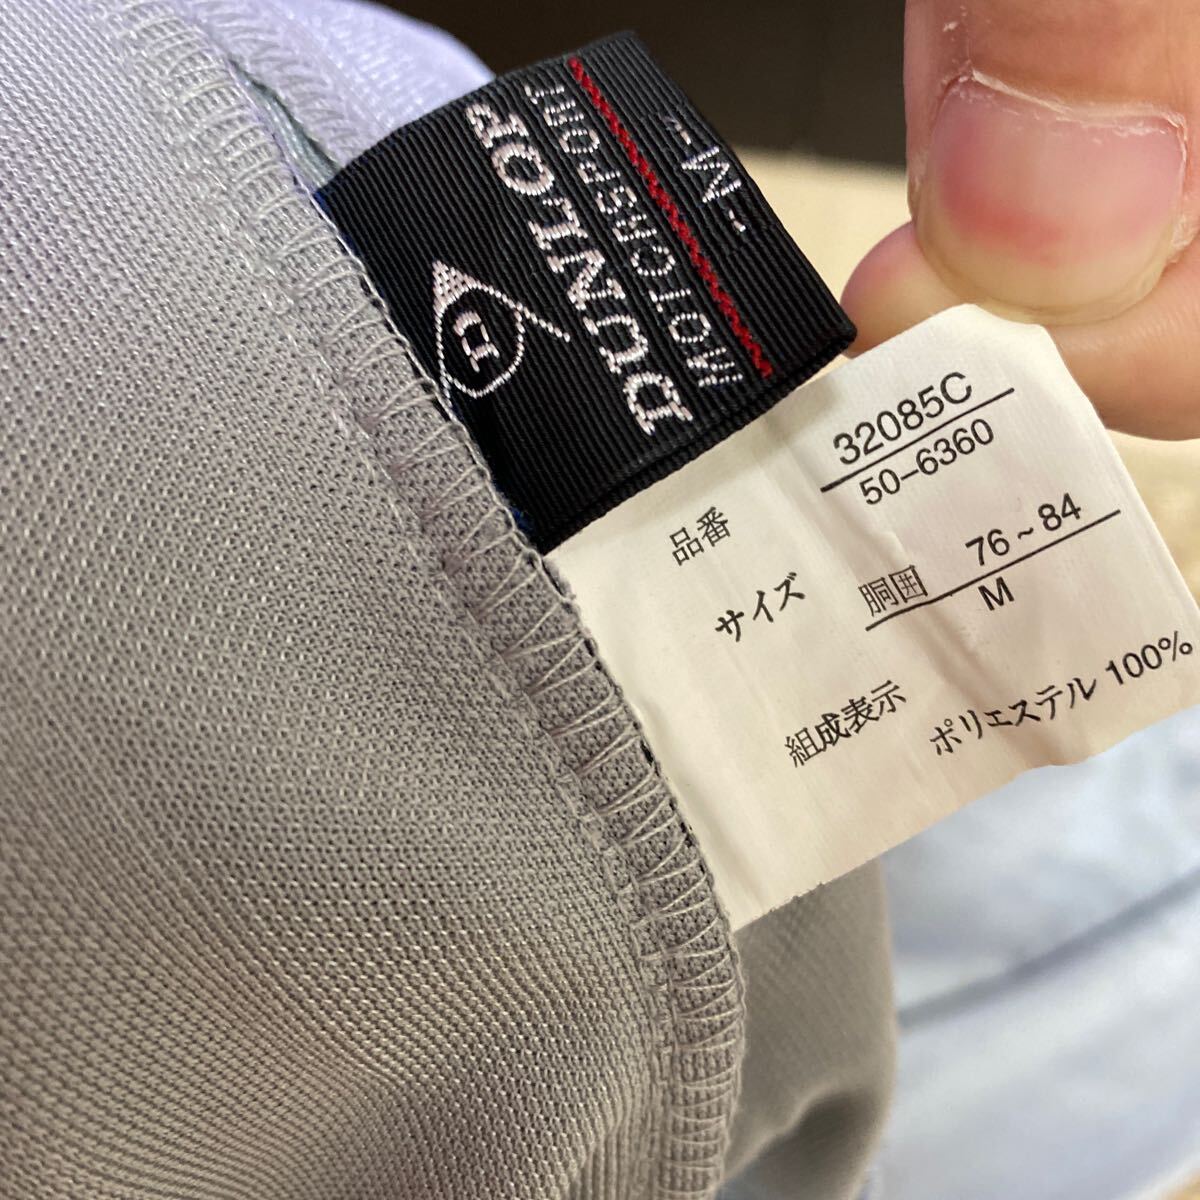 DUNLOP
MOTIONSPORT
-M-
品番 32085C
50-6360
サイズ 胴囲 76~84
M
組成表示
ポリエステル 100%